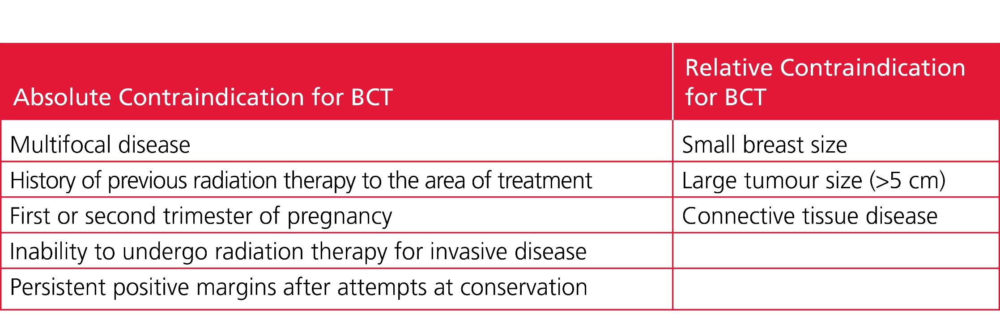 Absolute Contraindication for BCT
Relative Contraindication
for BCT
Multifocal disease
Small breast size
History of previous radiation therapy to the area of treatment
Large tumour size (>5 cm)
First or second trimester of pregnancy
Connective tissue disease
Inability to undergo radiation therapy for invasive disease
Persistent positive margins after attempts at conservation